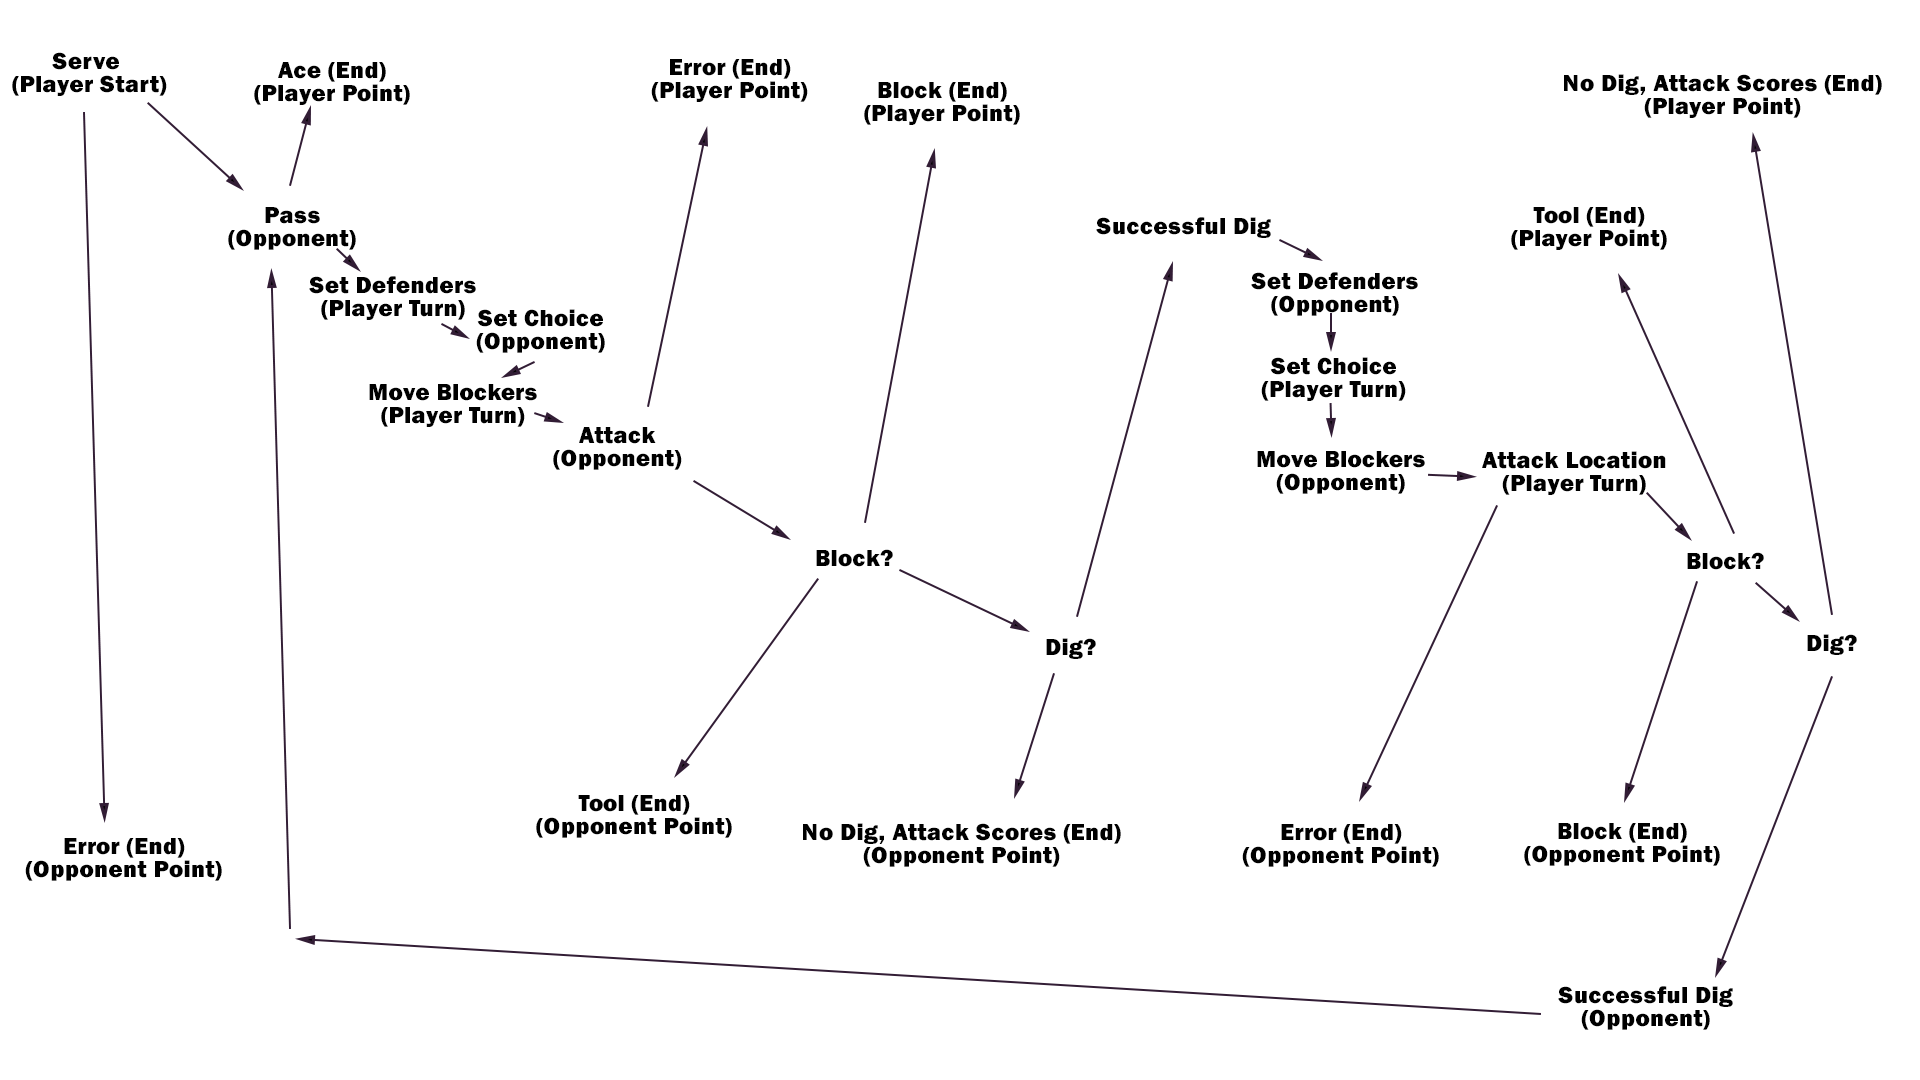 Serve
(Player Start)
Ace (End)
(Player Point)
Error (End)
(Player Point)
Block (End)
(Player Point)
No Dig, Attack Scores (End)
(Player Point)
Pass
(Opponent)
Successful Dig
Tool (End)
(Player Point)
Set Defenders
(Player Turn)
Set Choice
(Opponent)
Set Defenders
(Opponent)
Move Blockers
(Player Turn)
Set Choice
(Player Turn)
Attack
(Opponent)
Move Blockers
(Opponent)
Attack Location
(Player Turn)
Block?
Block?
Dig?
Dig?
Tool (End)
(Opponent Point)
Error (End)
(Opponent Point)
No Dig, Attack Scores (End)
(Opponent Point)
Error (End)
(Opponent Point)
Block (End)
(Opponent Point)
Successful Dig
(Opponent)